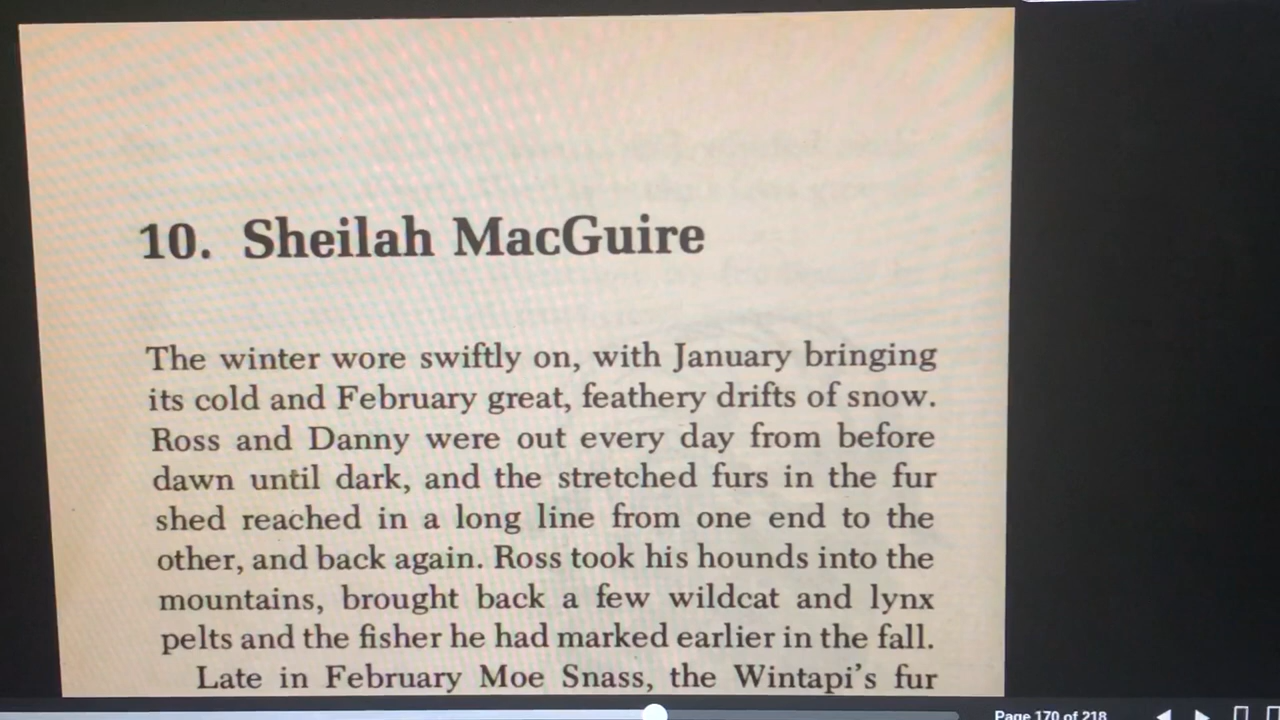 10. Sheilah MacGuire
The winter wore swiftly on, with January bringing
its cold and February great, feathery drifts of snow.
Ross and Danny were out every day from before
dawn until dark, and the stretched furs in the fur
shed reached in a long line from one end to the
other, and back again. Ross took his hounds into the
mountains, brought back a few wildcat and lynx
pelts and the fisher he had marked earlier in the fall.
Late in February Moe Snass, the Wintapi's fur
Page 170 of 218